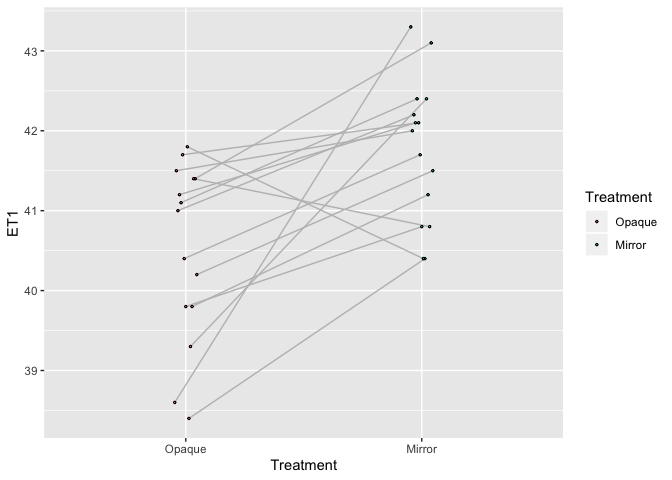 43
42
41
40
39
ET1
Opaque
Mirror
Treatment
Treatment
Opaque
Mirror